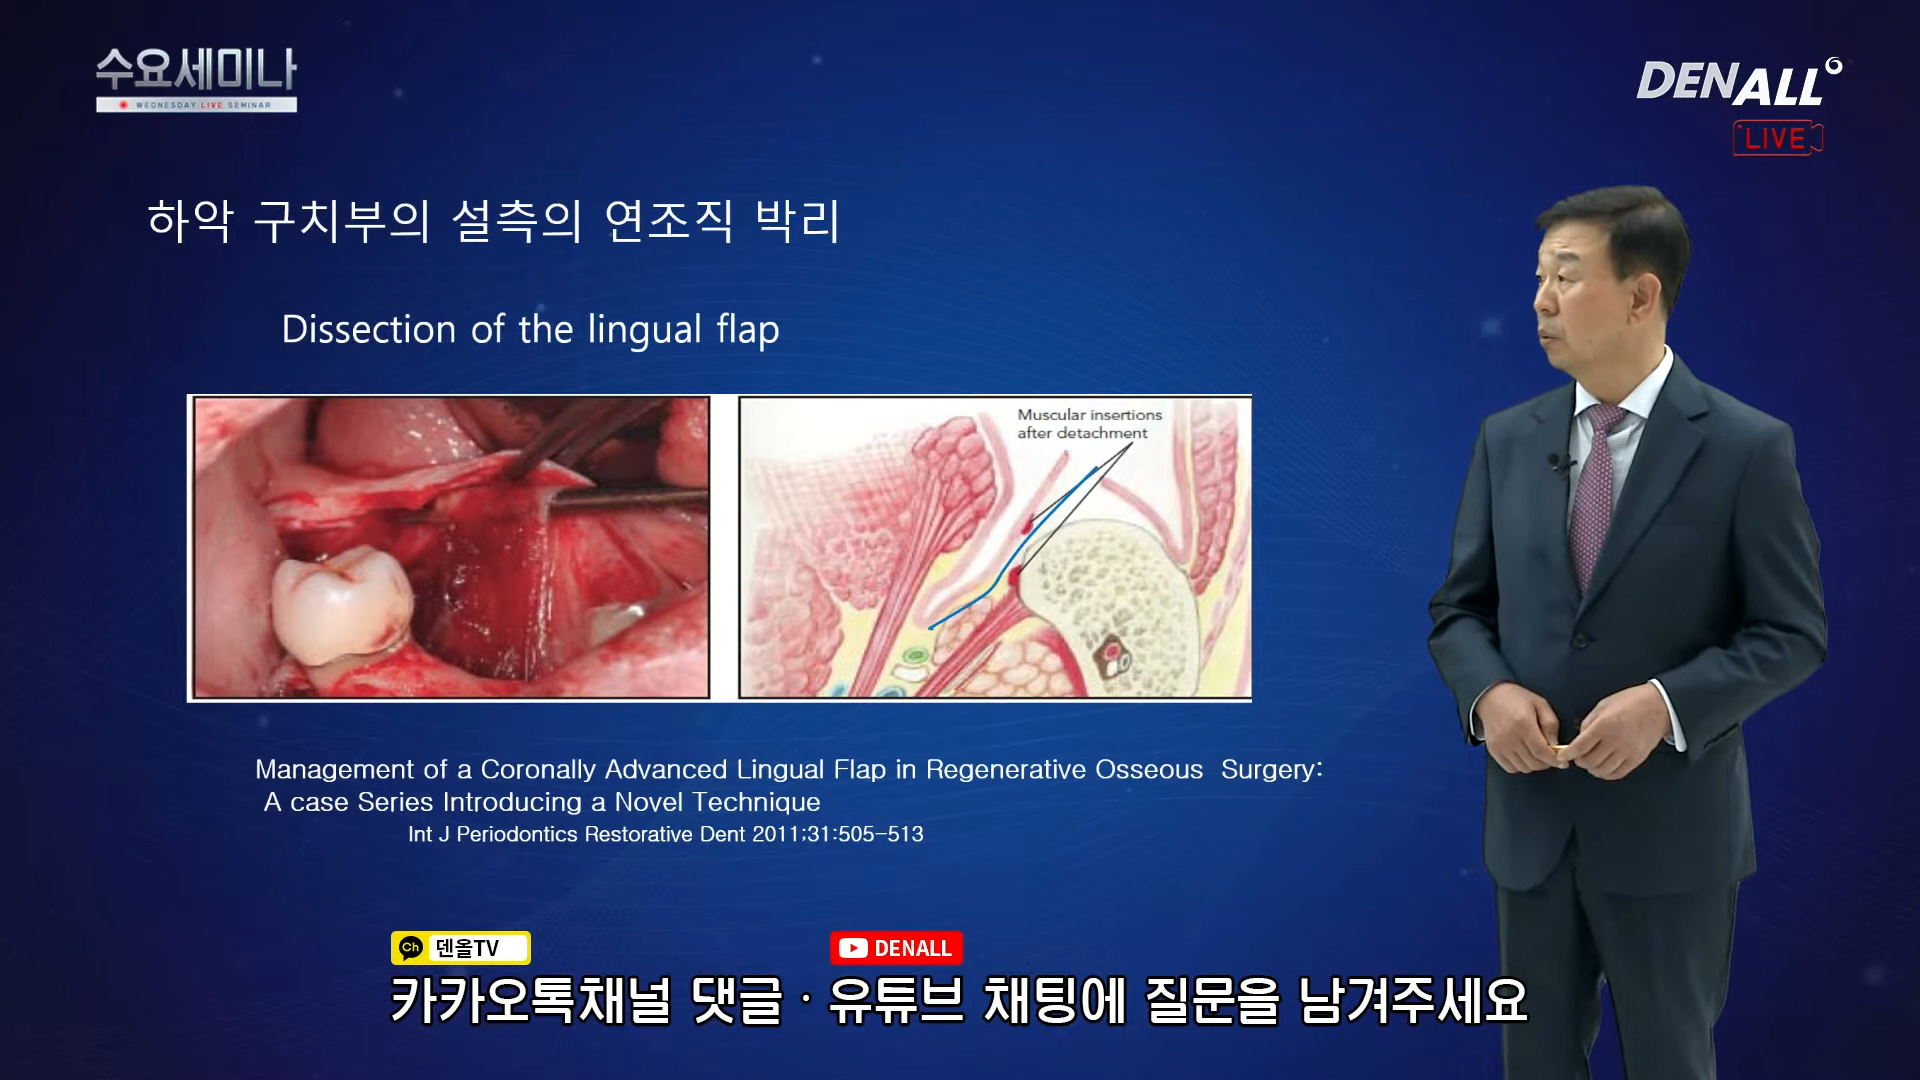 수요세미나
WEDNESDAY LIVE SEMINAR
DENALL
LIVE
하악 구치부의 설측의 연조직 박리
Dissection of the lingual flap
Muscular insertions
after detachment
Management of a Coronally Advanced Lingual Flap in Regenerative Osseous Surgery:
A case Series Introducing a Novel Technique
Int J Periodontics Restorative Dent 2011;31:505-513
Ch 덴올TV
DENALL
카카오톡채널 댓글 · 유튜브 채팅에 질문을 남겨주세요